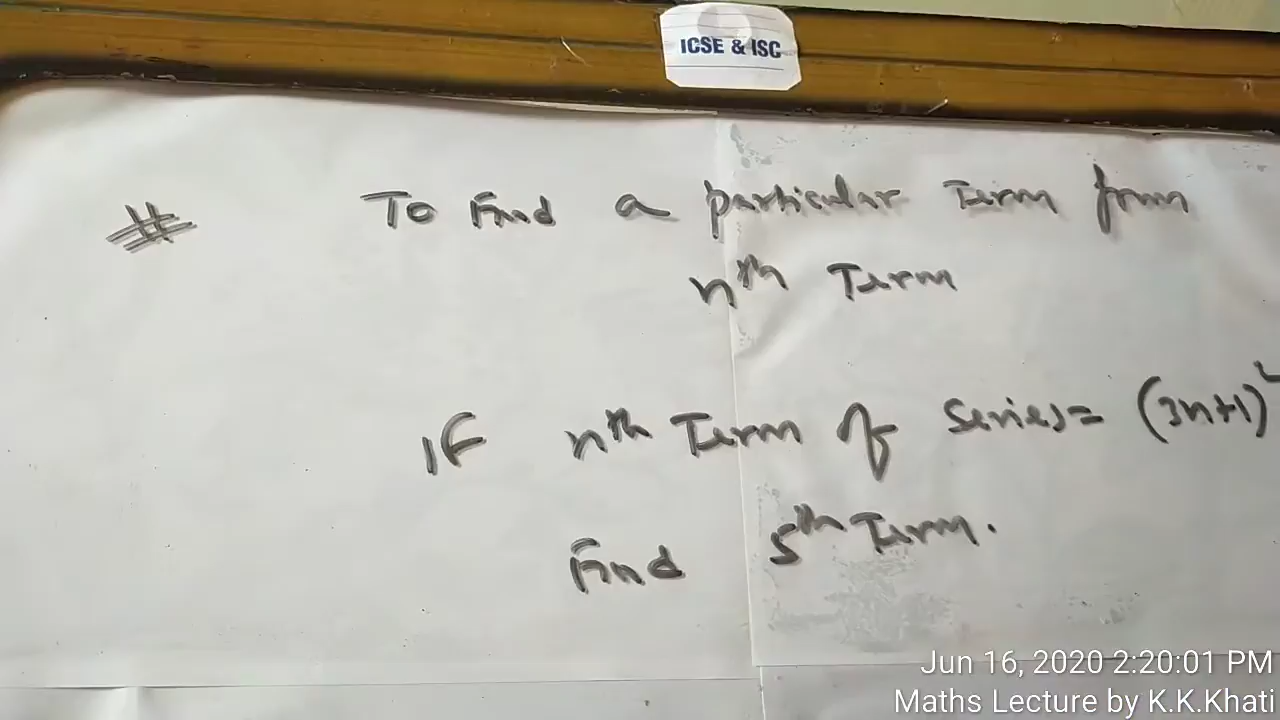 ICSE & ISC
# To Find a particular Term from
nth Term
IF nth Term of Series = (3n+1)²
Find 5th Term.
Jun 16, 2020 2:20:01 PM
Maths Lecture by K.K.Khati